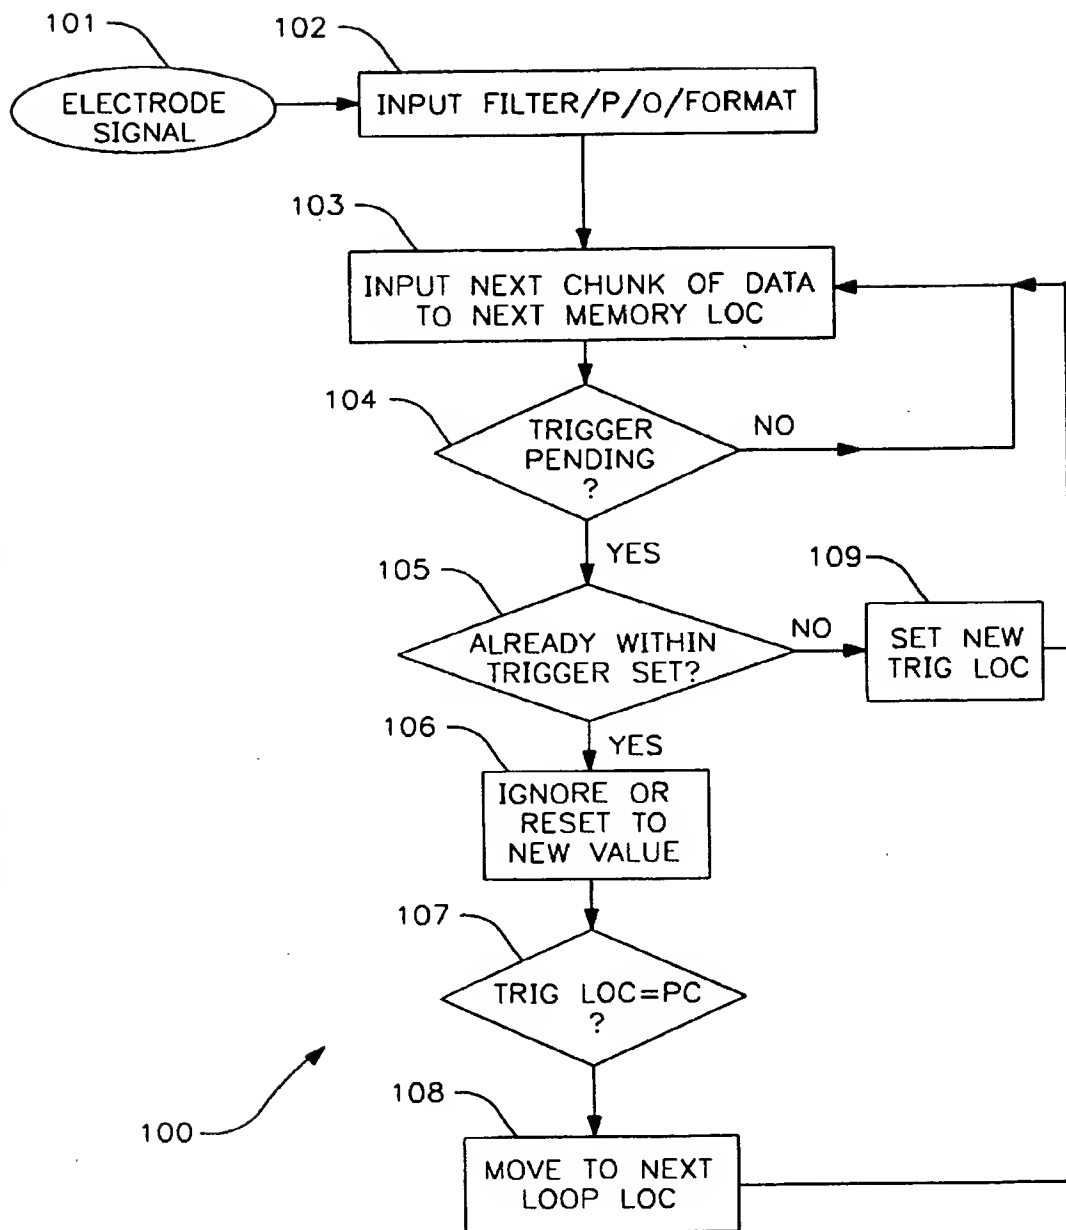 101
102
ELECTRODE
SIGNAL
INPUT FILTER/P/O/FORMAT
103
INPUT NEXT CHUNK OF DATA
TO NEXT MEMORY LOC
104
TRIGGER
PENDING
?
NO
YES
105
109
ALREADY WITHIN
TRIGGER SET?
NO
SET NEW
TRIG LOC
106
YES
IGNORE OR
RESET TO
NEW VALUE
107
TRIG LOC=PC
?
100
108
MOVE TO NEXT
LOOP LOC